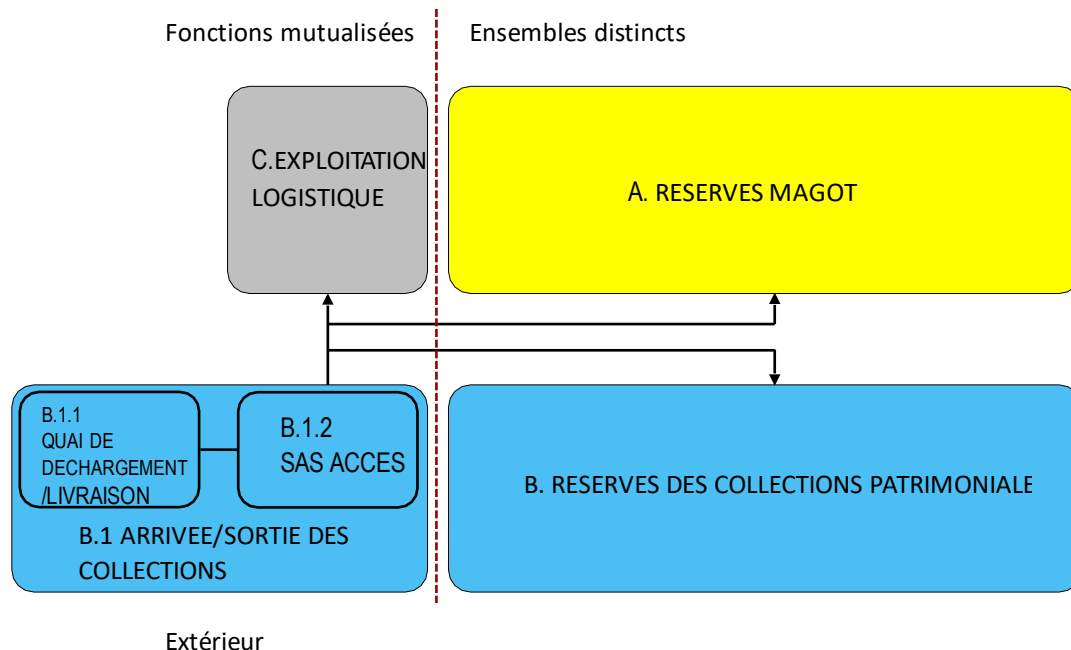 Fonctions mutualisées
Ensembles distincts
C.EXPLOITATION
LOGISTIQUE
A. RESERVES MAGOT
B.1.1
QUAI DE
DECHARGEMENT
/LIVRAISON
B.1.2
SAS ACCES
B.1 ARRIVEE/SORTIE DES
COLLECTIONS
B. RESERVES DES COLLECTIONS PATRIMONIALE
Extérieur